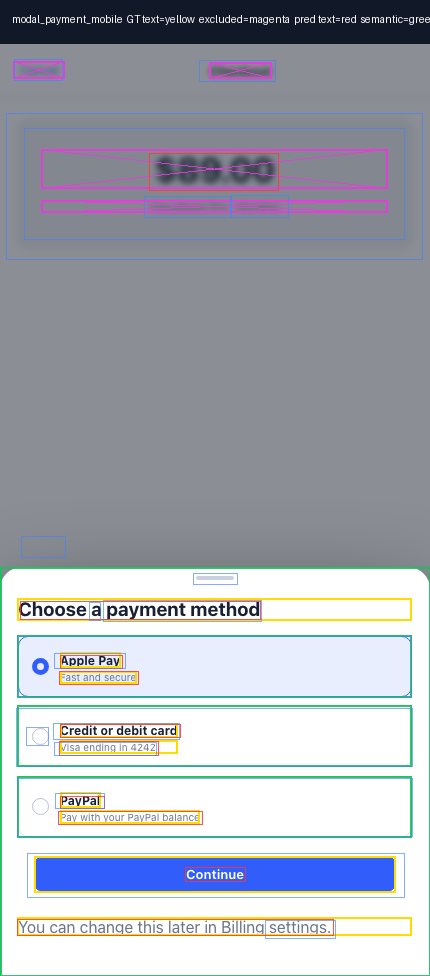 modal_payment_mobile GT text=yellow excluded=magenta pred text=red semantic=gree
$89.00
Choose a payment method
Apple Pay
Fast and secure
Credit or debit card
Visa ending in 4242
PayPal
Pay with your PayPal balance
Continue
You can change this later in Billing settings.